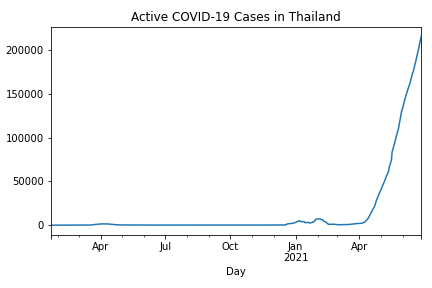 Active COVID-19 Cases in Thailand
200000
150000
100000
50000
0
Apr Jul Oct Jan Apr
2021
Day